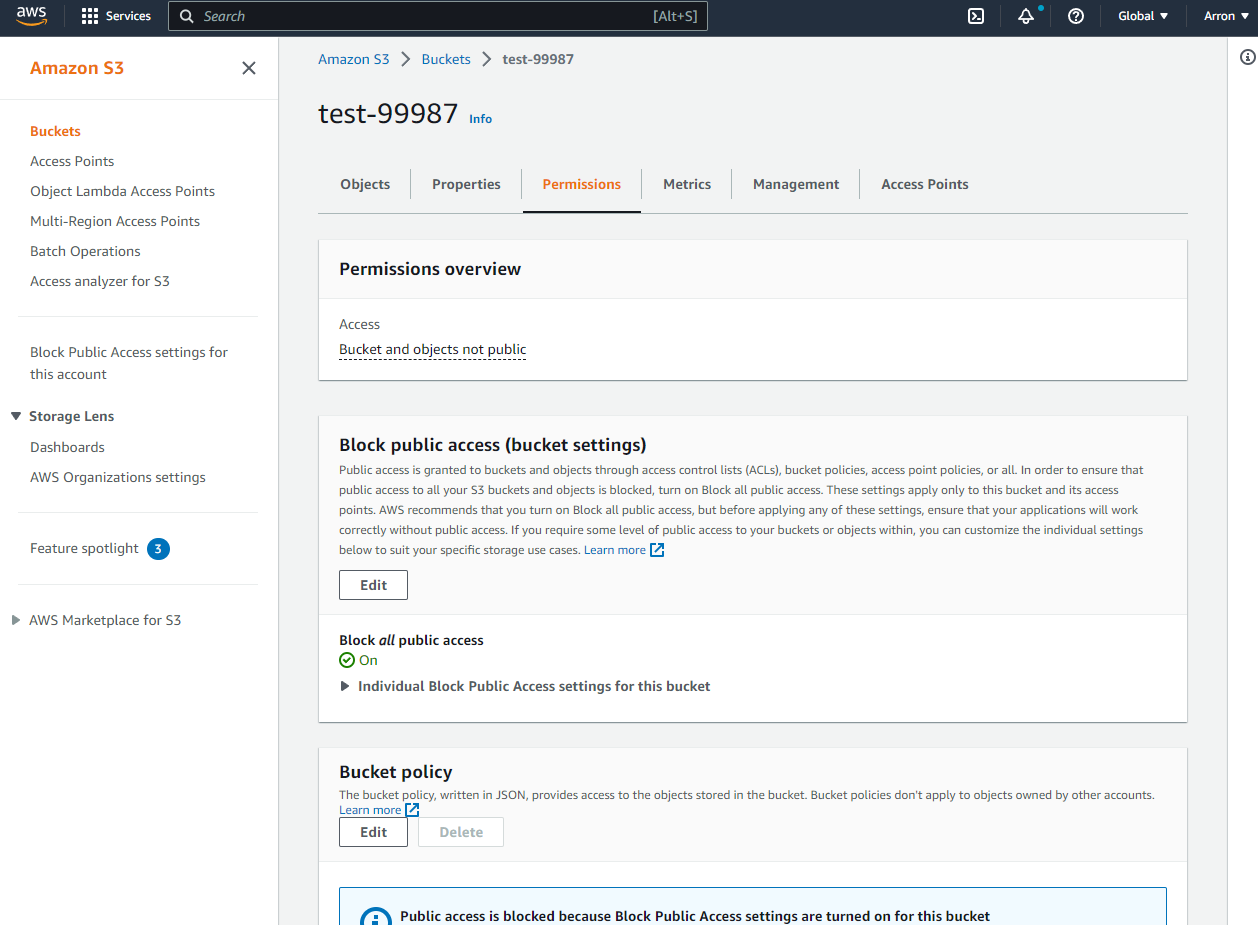 aws
Services
Search
[Alt+S]
Global
Arron
Amazon S3
Buckets
Access Points
Object Lambda Access Points
Multi-Region Access Points
Batch Operations
Access analyzer for S3
Block Public Access settings for
this account
Storage Lens
Dashboards
AWS Organizations settings
Feature spotlight 3
AWS Marketplace for S3
Amazon S3 > Buckets > test-99987
test-99987 Info
Objects
Properties
Permissions
Metrics
Management
Access Points
Permissions overview
Access
Bucket and objects not public
Block public access (bucket settings)
Public access is granted to buckets and objects through access control lists (ACLs), bucket policies, access point policies, or all. In order to ensure that
public access to all your S3 buckets and objects is blocked, turn on Block all public access. These settings apply only to this bucket and its access
points. AWS recommends that you turn on Block all public access, but before applying any of these settings, ensure that your applications will work
correctly without public access. If you require some level of public access to your buckets or objects within, you can customize the individual settings
below to suit your specific storage use cases. Learn more
Edit
Block all public access
On
Individual Block Public Access settings for this bucket
Bucket policy
The bucket policy, written in JSON, provides access to the objects stored in the bucket. Bucket policies don't apply to objects owned by other accounts.
Learn more
Edit
Delete
Public access is blocked because Block Public Access settings are turned on for this bucket